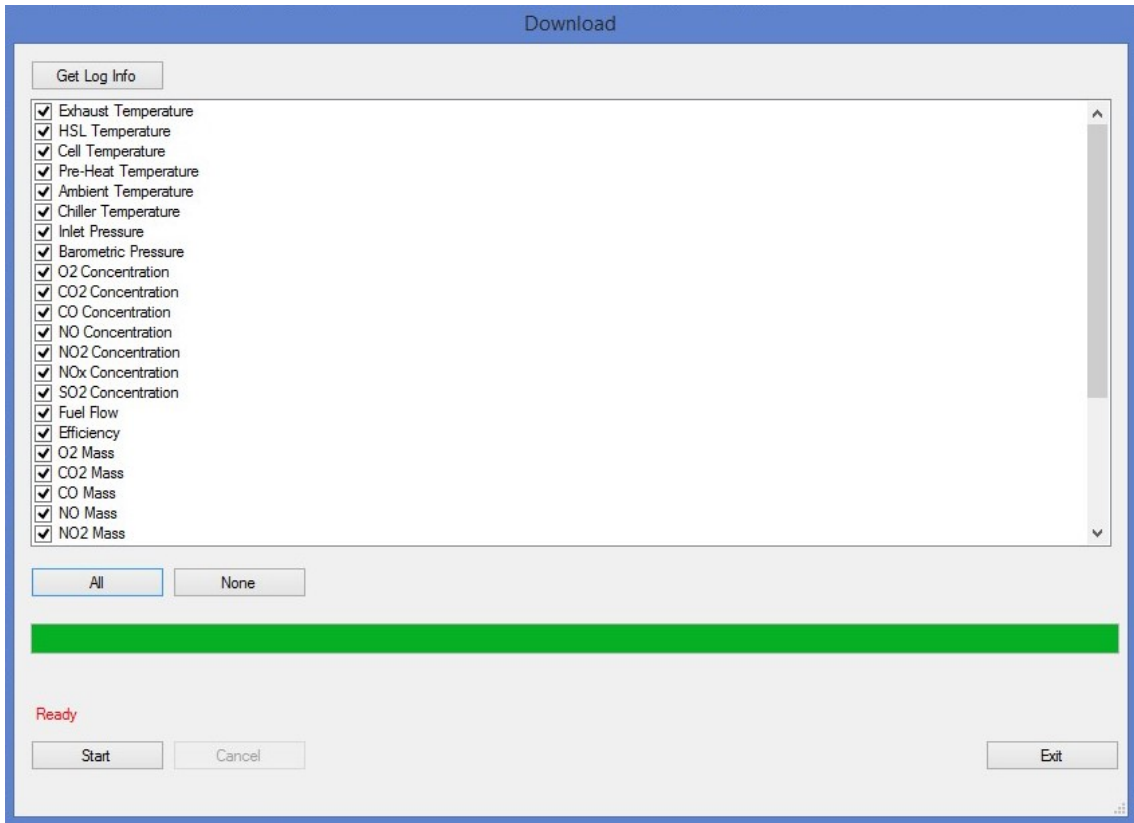 Download
Get Log Info
Exhaust Temperature
HSL Temperature
Cell Temperature
Pre-Heat Temperature
Ambient Temperature
Chiller Temperature
Inlet Pressure
Barometric Pressure
O2 Concentration
CO2 Concentration
CO Concentration
NO Concentration
NO2 Concentration
NOx Concentration
SO2 Concentration
Fuel Flow
Efficiency
O2 Mass
CO2 Mass
CO Mass
NO Mass
NO2 Mass
All None
Ready
Start Cancel Exit